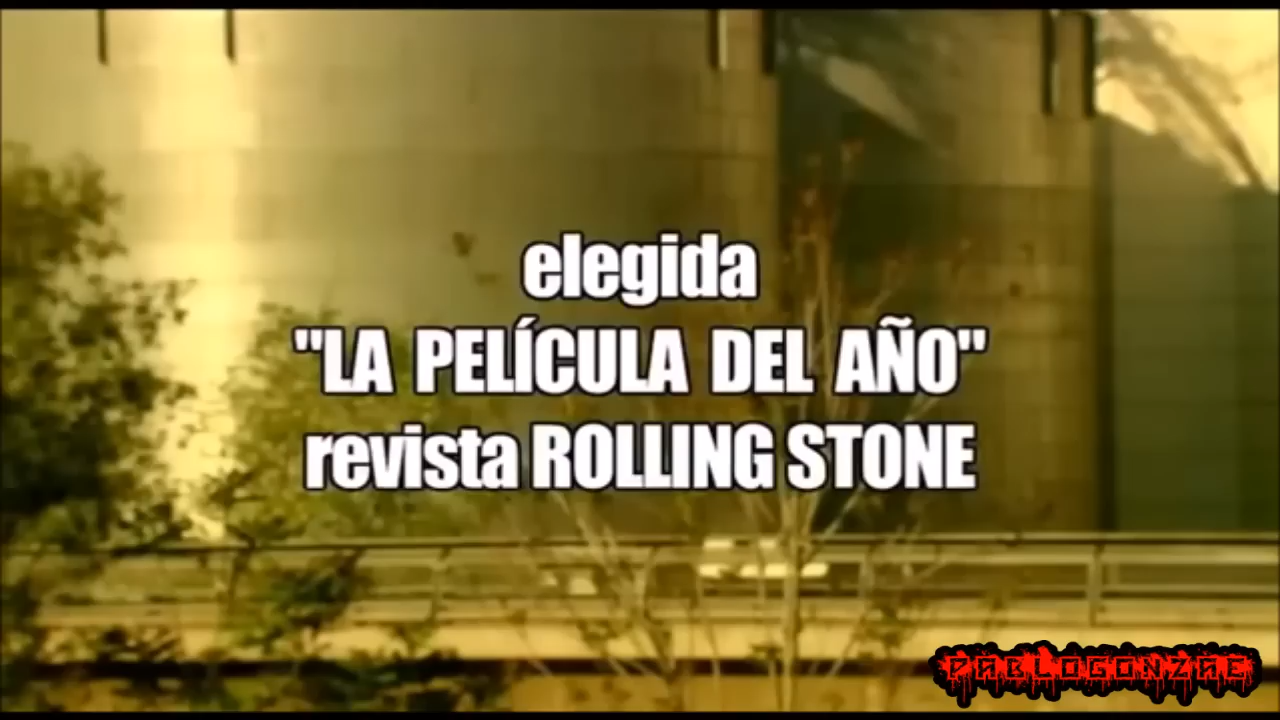 elegida
"LA PELÍCULA DEL AÑO"
revista ROLLING STONE
PABLOGONZAE